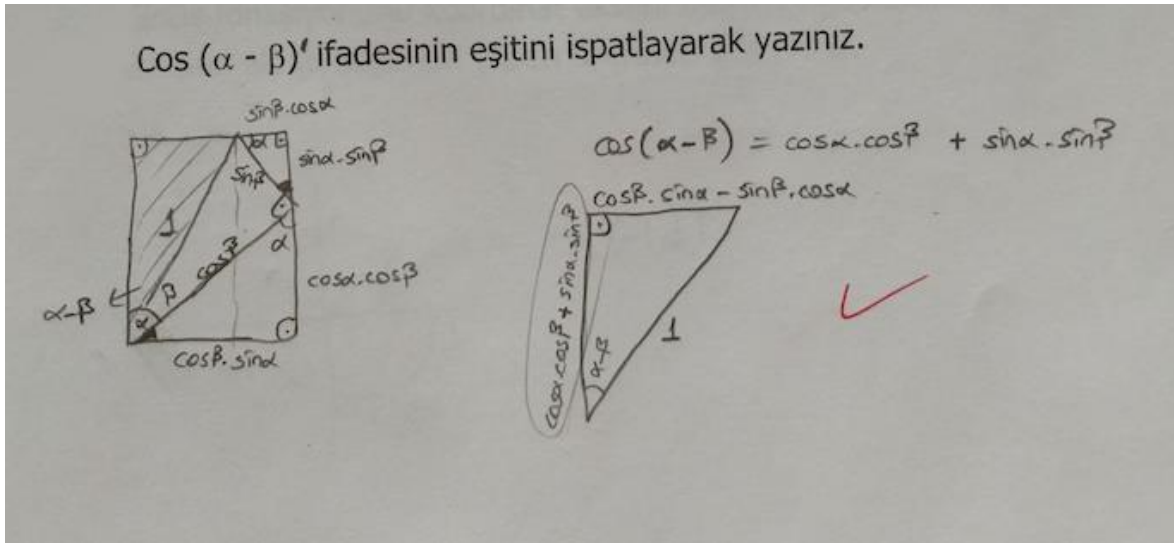 Cos (α - β)' ifadesinin eşitini ispatlayarak yazınız.
sinβ.cosα
α
sinα.sinβ
sinβ
1
cosβ
α
cosα.cosβ
α-β
β
α
cosβ.sinα
cos(α-β) = cosα.cosβ + sinα.sinβ
cosβ.sinα - sinβ.cosα
cosα.cosβ + sinα.sinβ
α-β
1